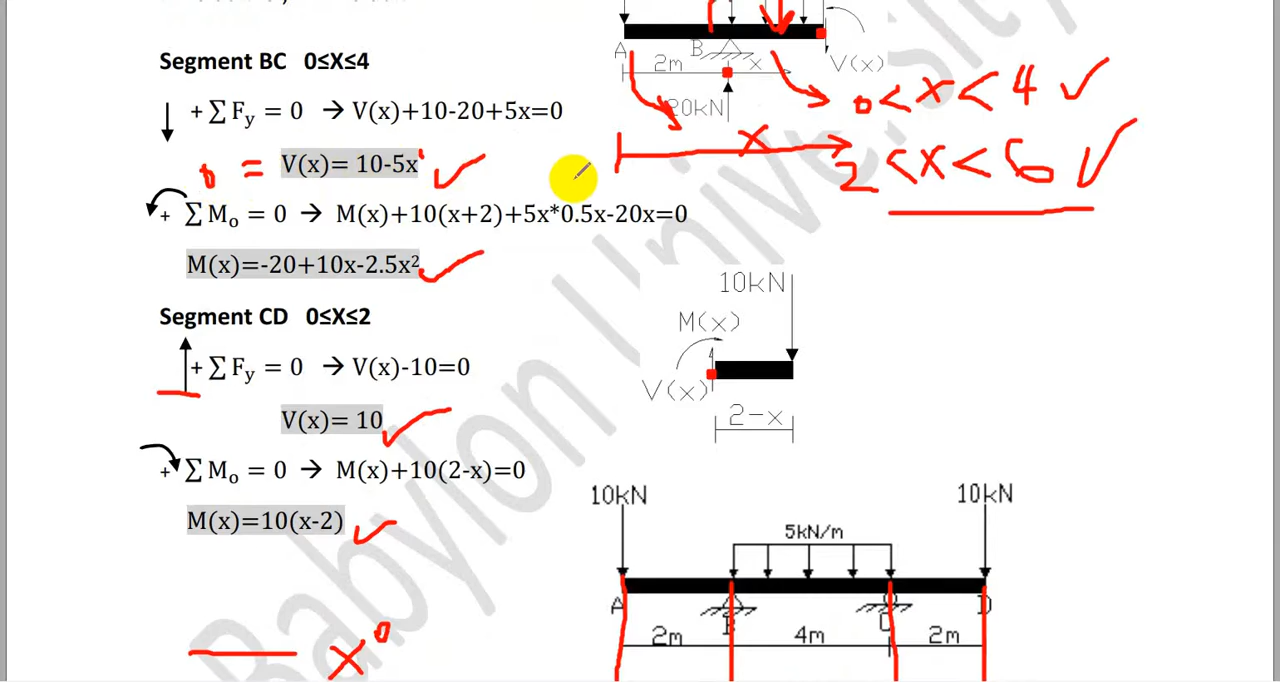 Segment BC 0≤X≤4
+ ∑ Fy = 0 → V(x)+10-20+5x=0
0 = V(x)= 10-5x
+ ∑ Mo = 0 → M(x)+10(x+2)+5x*0.5x-20x=0
M(x)=-20+10x-2.5x²
Segment CD 0≤X≤2
+ ∑ Fy = 0 → V(x)-10=0
V(x)= 10
+ ∑ Mo = 0 → M(x)+10(2-x)=0
M(x)=10(x-2)
x⁰
A B
2m x V(x)
20kN
0<x<4
x
2<x<6
10kN
M(x)
V(x)
2-x
10kN 10kN
5kN/m
A B C D
2m 4m 2m
Babylon University